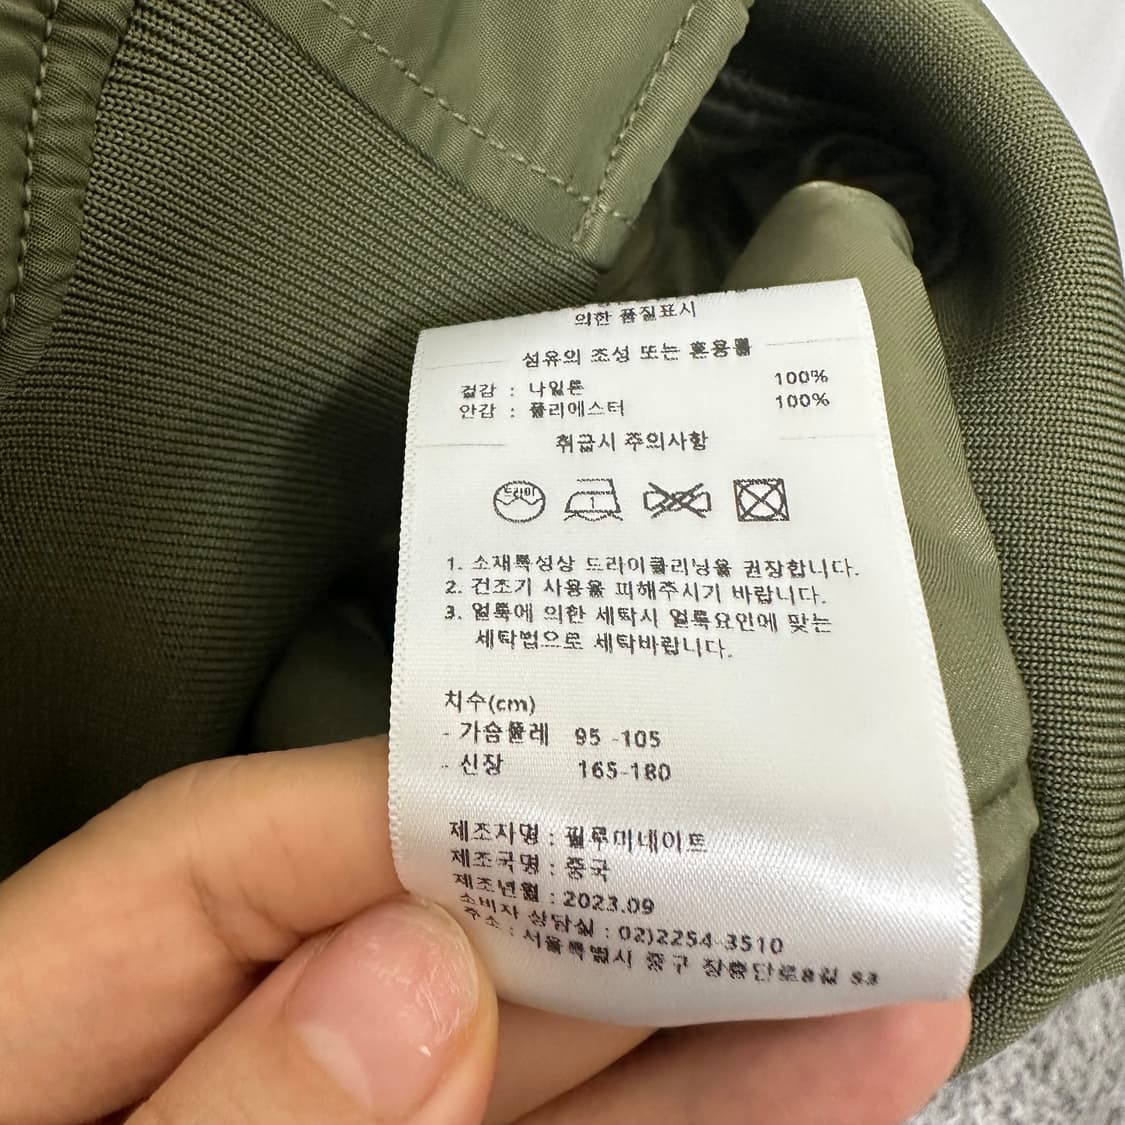 의한 품질표시
섬유의 조성 또는 혼용률
겉감 : 나일론 100%
안감 : 폴리에스터 100%
취급시 주의사항
드라이 1
1. 소재특성상 드라이클리닝을 권장합니다.
2. 건조기 사용을 피해주시기 바랍니다.
3. 얼룩에 의한 세탁시 얼룩요인에 맞는
세탁법으로 세탁바랍니다.
치수(cm)
- 가슴둘레 95 -105
- 신장 165-180
제조자명 : 필루미네이트
제조국명 : 중국
제조년월 : 2023.09
소비자 상담실 : 02)2254-3510
주소 : 서울특별시 중구 장충단로8길 53